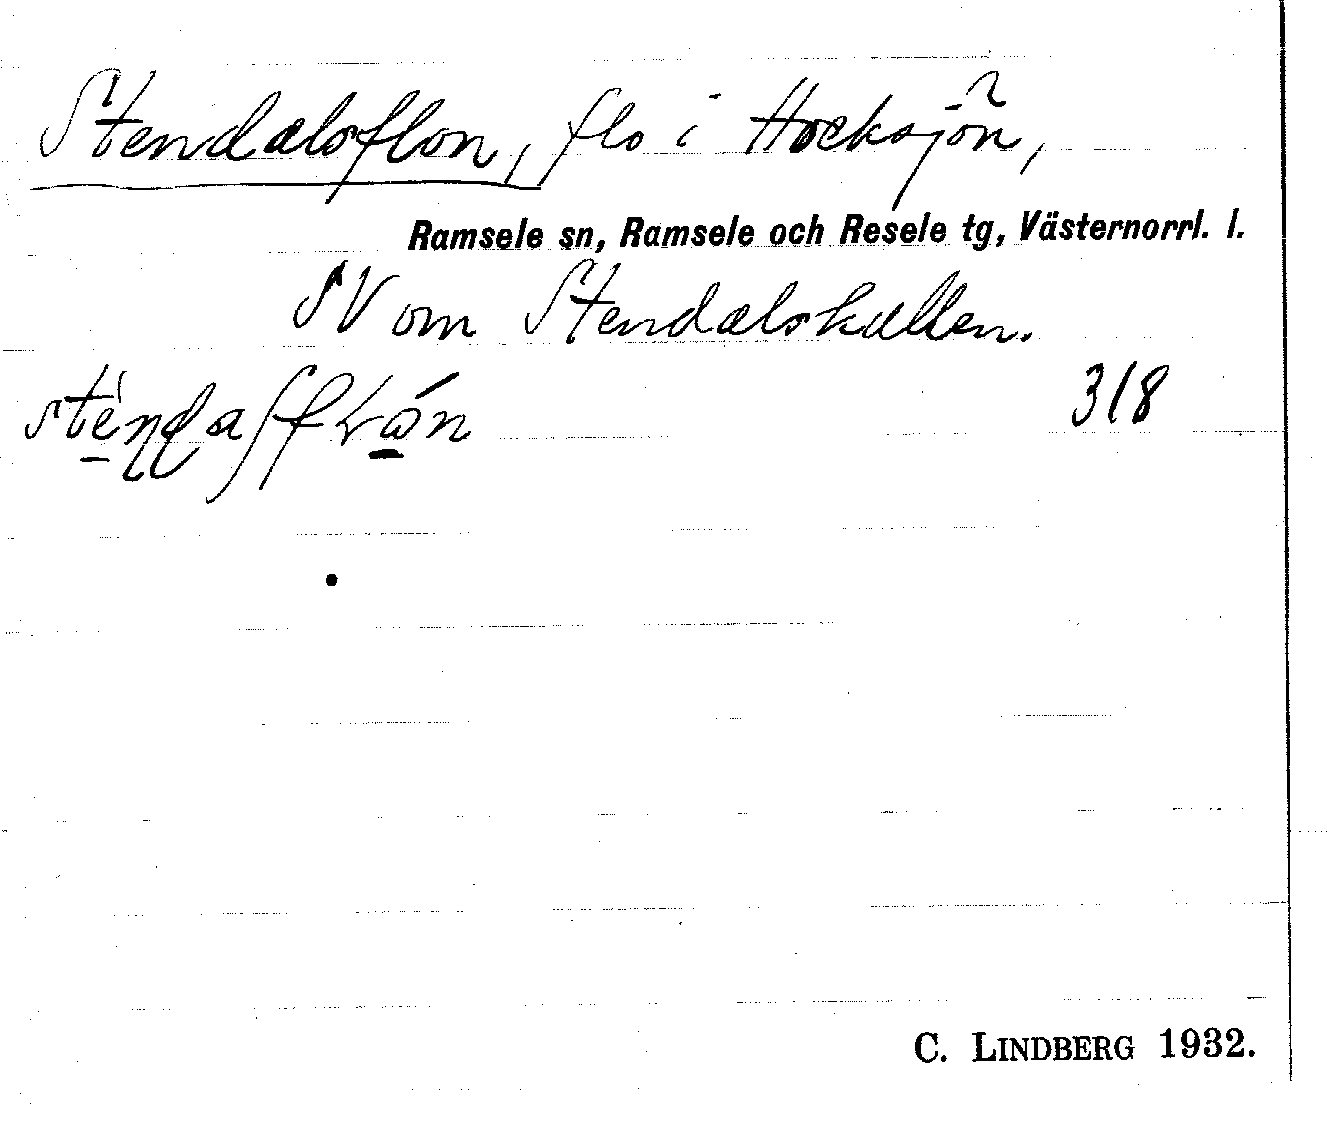 Stendalsflon, flo i Hocksjön,
Ramsele sn, Ramsele och Resele tg, Västernorrl. l.
SV om Stendalskullen.
318
C. LINDBERG 1932.